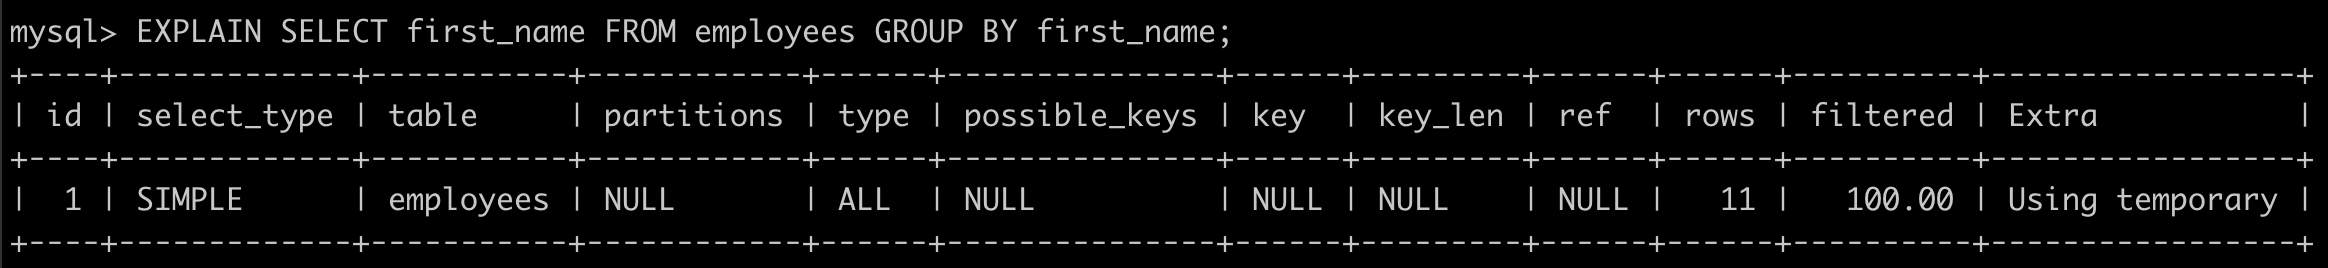 mysql> EXPLAIN SELECT first_name FROM employees GROUP BY first_name;
+----+-------------+-----------+------------+------+---------------+------+---------+------+------+----------+-----------------+
| id | select_type | table     | partitions | type | possible_keys | key  | key_len | ref  | rows | filtered | Extra           |
+----+-------------+-----------+------------+------+---------------+------+---------+------+------+----------+-----------------+
|  1 | SIMPLE      | employees | NULL       | ALL  | NULL          | NULL | NULL    | NULL |   11 |   100.00 | Using temporary |
+----+-------------+-----------+------------+------+---------------+------+---------+------+------+----------+-----------------+